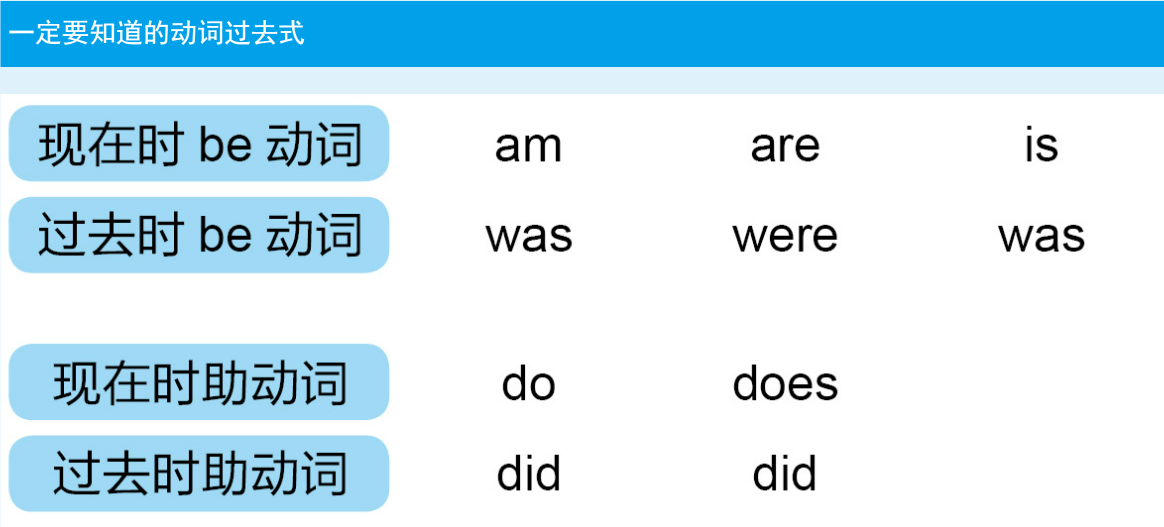 一定要知道的动词过去式
现在时 be 动词 am are is
过去时 be 动词 was were was
现在时助动词 do does
过去时助动词 did did